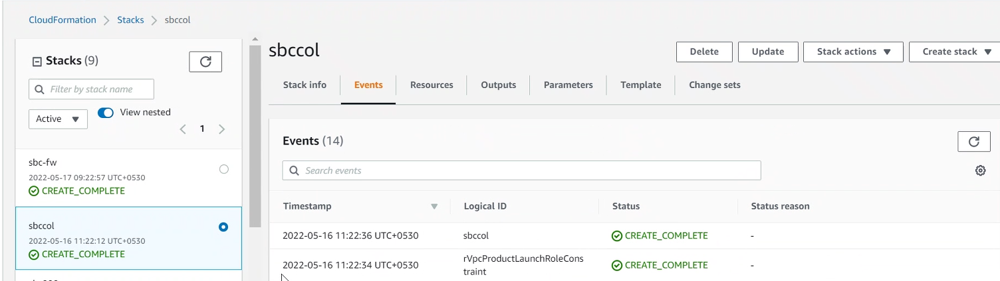 CloudFormation > Stacks > sbccol
Stacks (9)
Filter by stack name
Active
View nested
1
sbc-fw
2022-05-17 09:22:57 UTC+0530
CREATE_COMPLETE
sbccol
2022-05-16 11:22:12 UTC+0530
CREATE_COMPLETE
sbccol
Delete Update Stack actions Create stack
Stack info Events Resources Outputs Parameters Template Change sets
Events (14)
Search events
Timestamp Logical ID Status Status reason
2022-05-16 11:22:36 UTC+0530 sbccol CREATE_COMPLETE -
2022-05-16 11:22:34 UTC+0530 rVpcProductLaunchRoleCons CREATE_COMPLETE -
traint